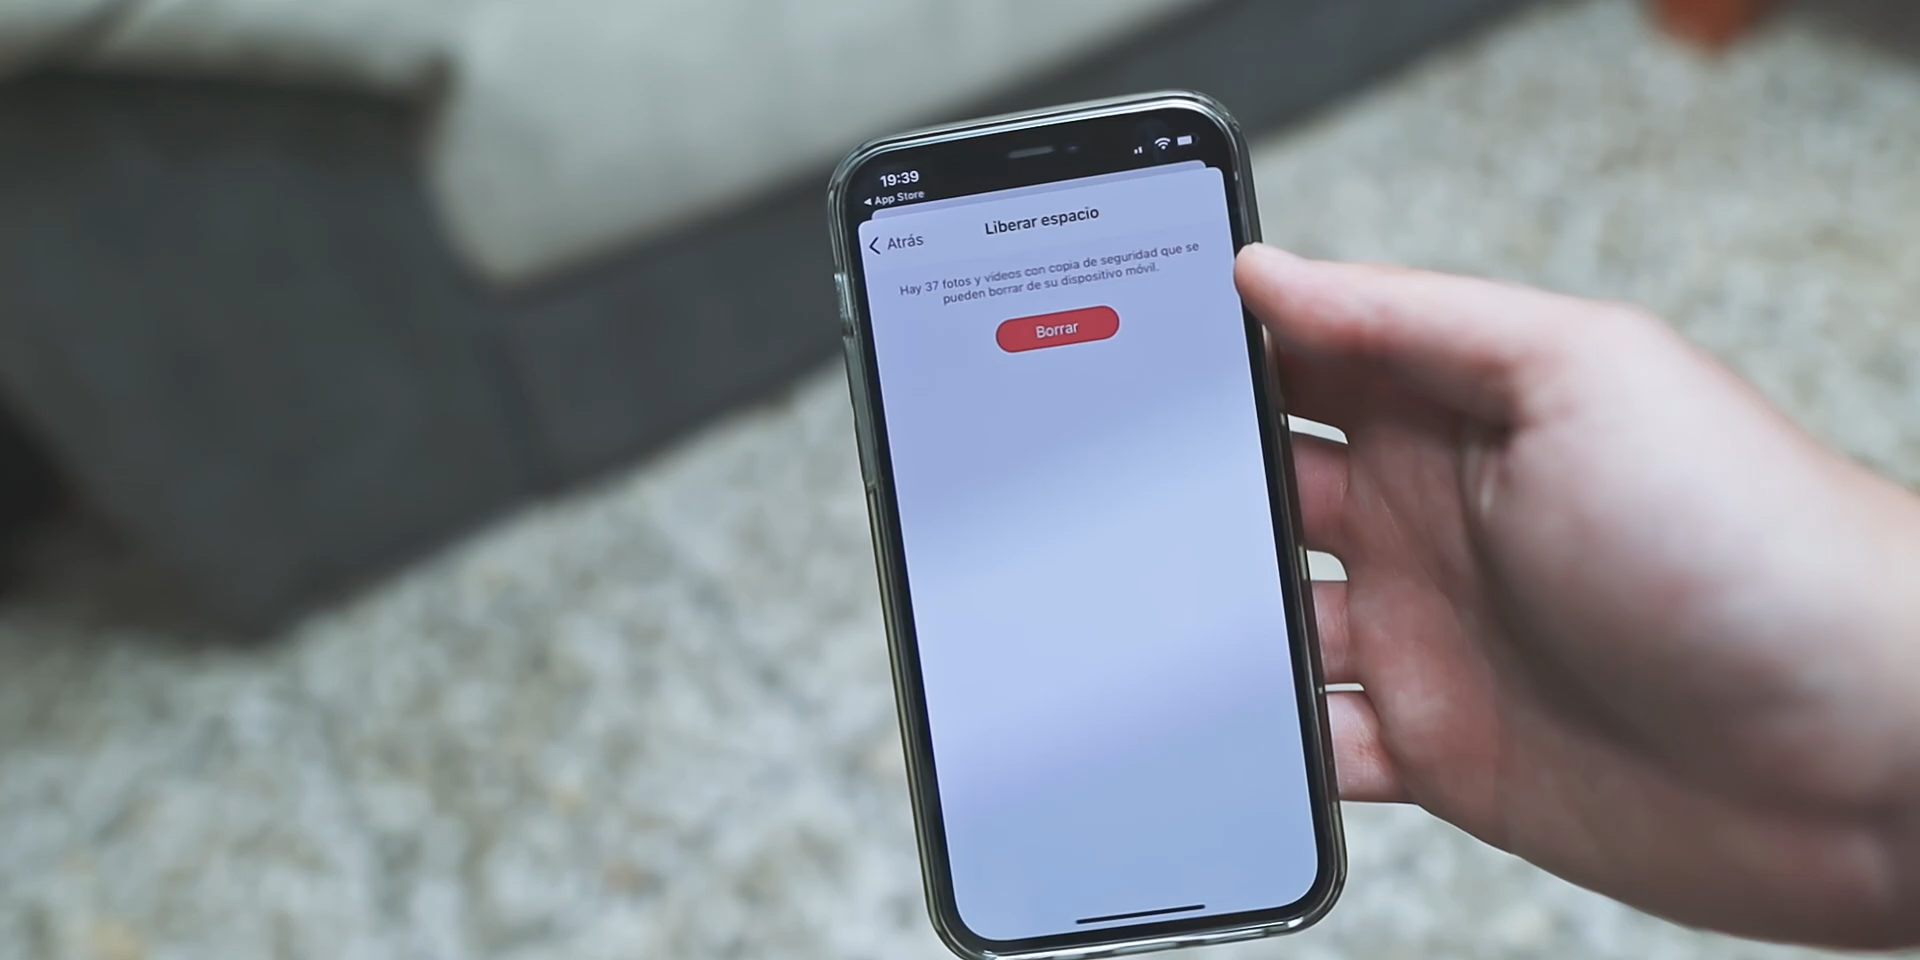 19:39
◀ App Store
Atrás
Liberar espacio
Hay 37 fotos y vídeos con copia de seguridad que se
pueden borrar de su dispositivo móvil.
Borrar